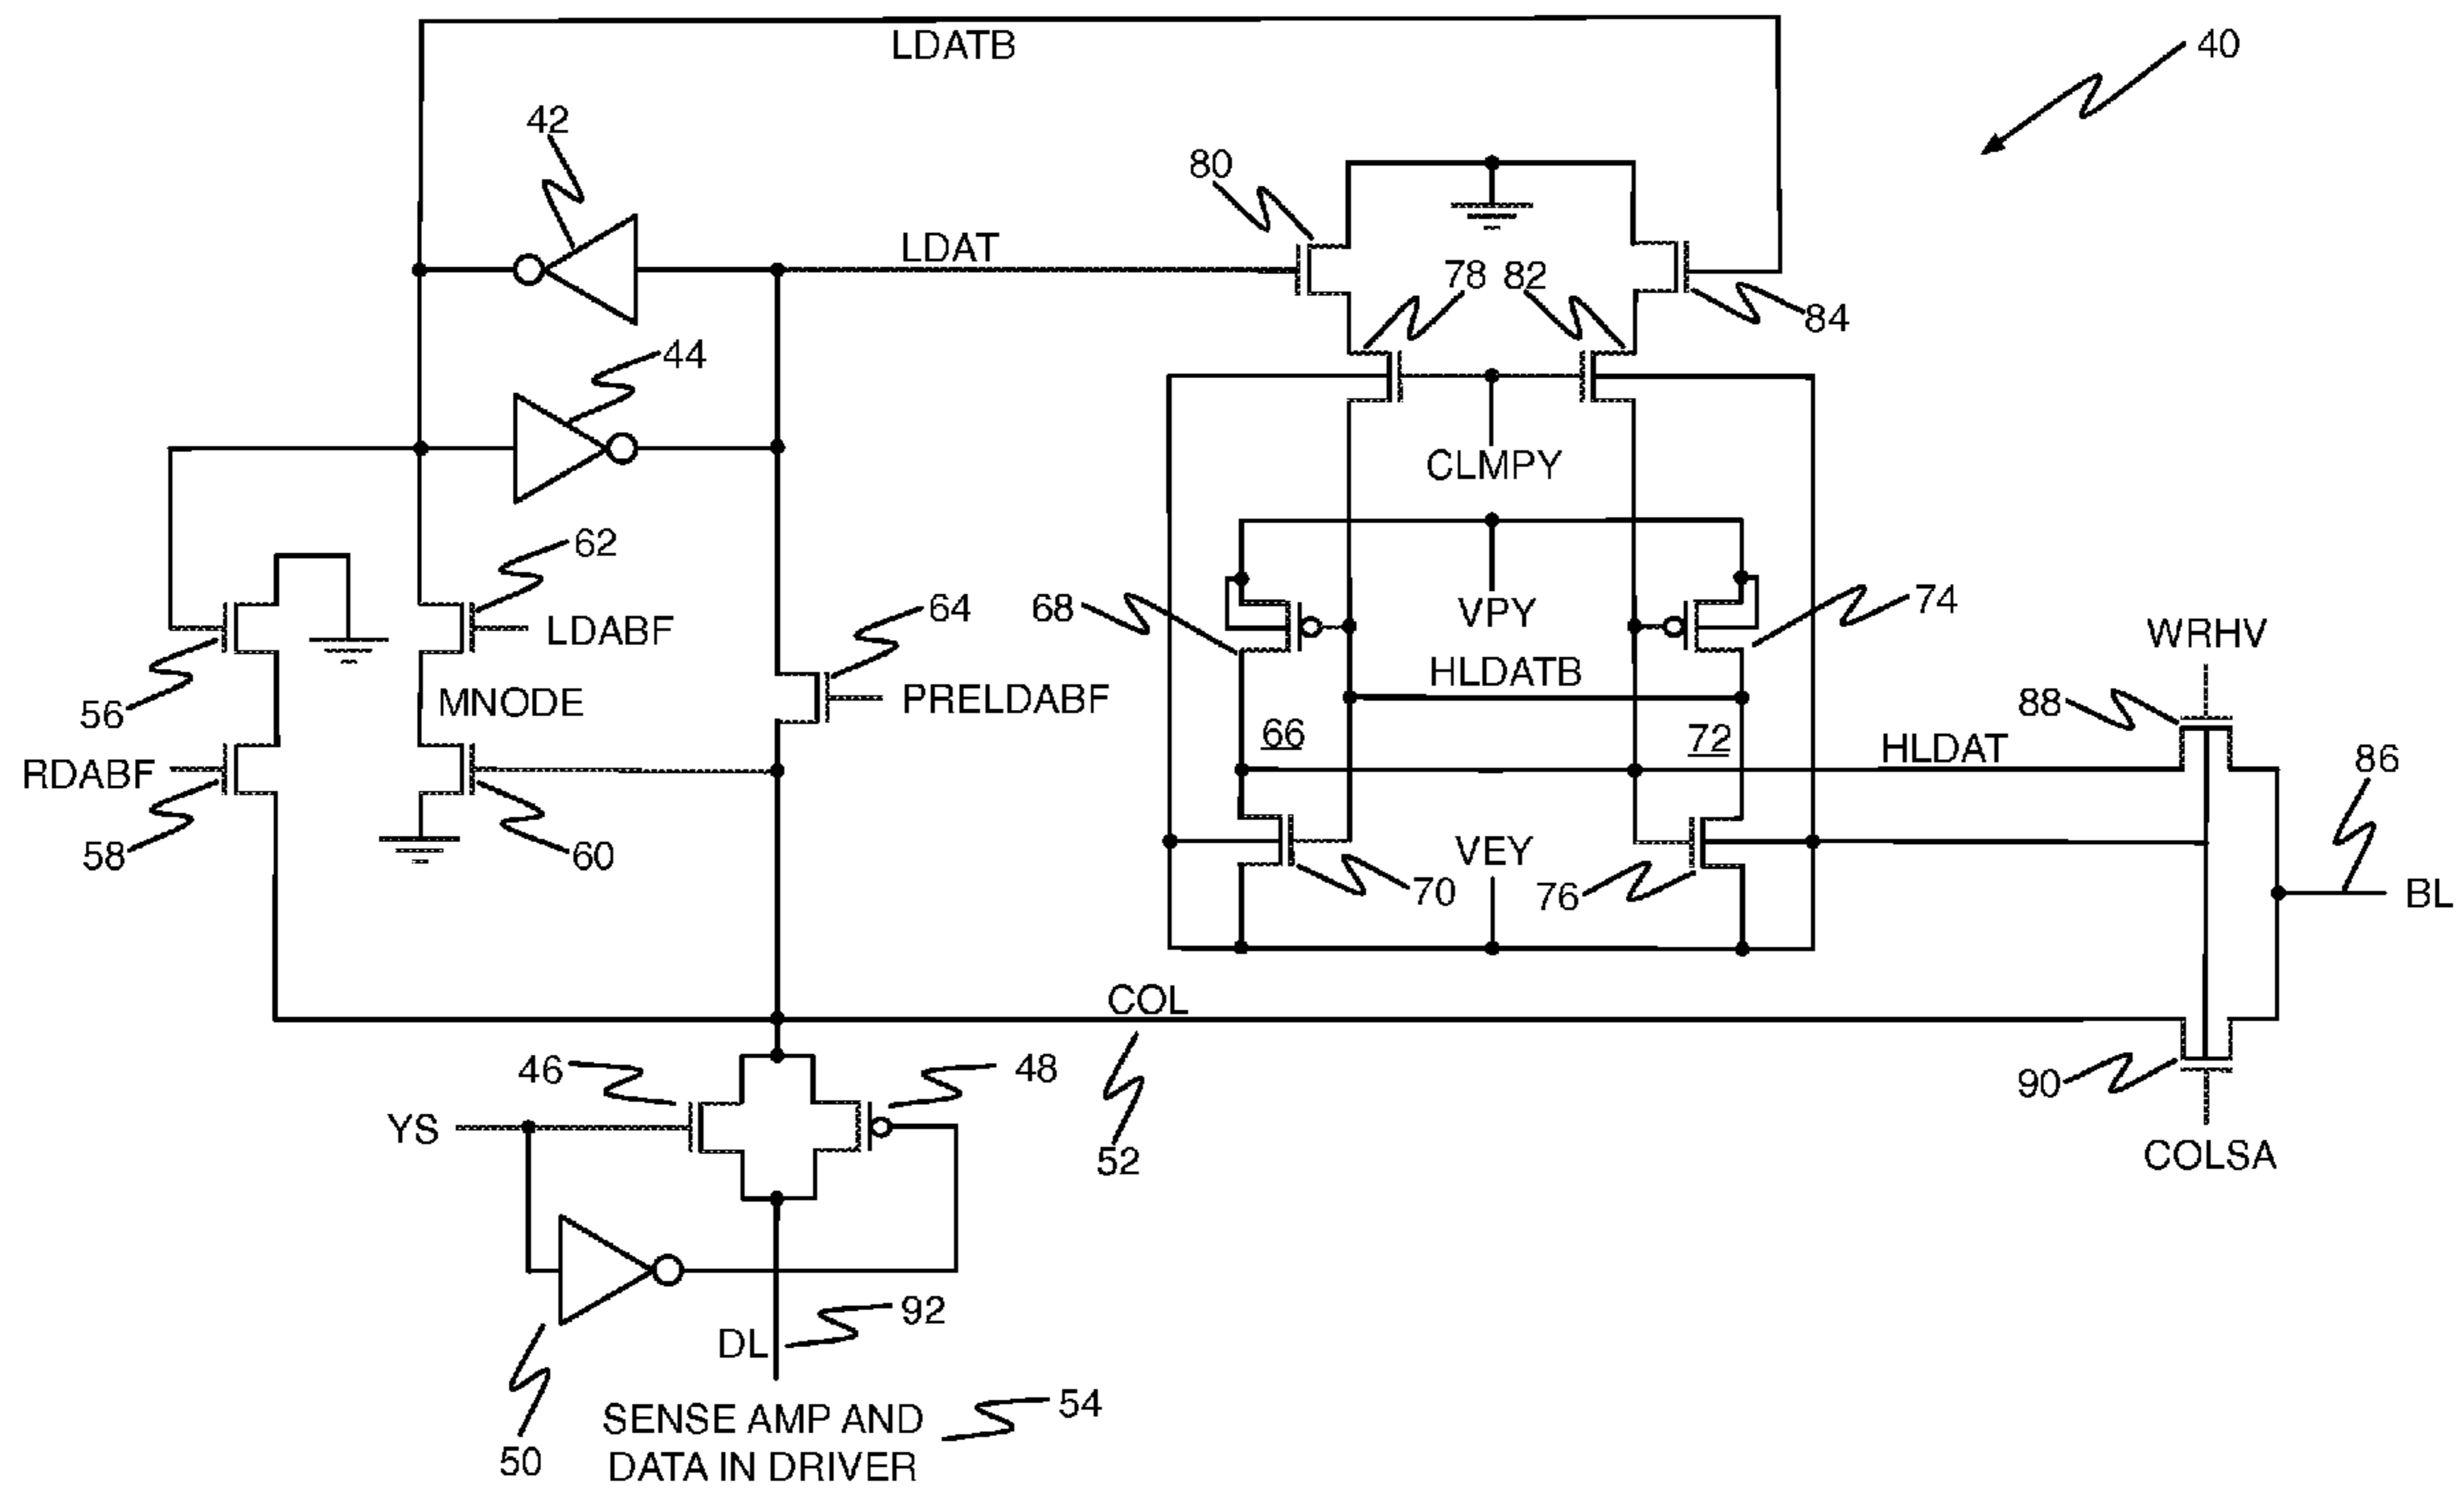 LDATB
40
42
80
LDAT
78
82
84
44
CLMPY
62
LDABF
64
68
VPY
74
WRHV
56
MNODE
PRELDABF
HLDATB
88
66
72
HLDAT
86
RDABF
58
60
VEY
70
76
BL
COL
46
48
90
YS
52
COLSA
92
DL
50
SENSE AMP AND
DATA IN DRIVER
54